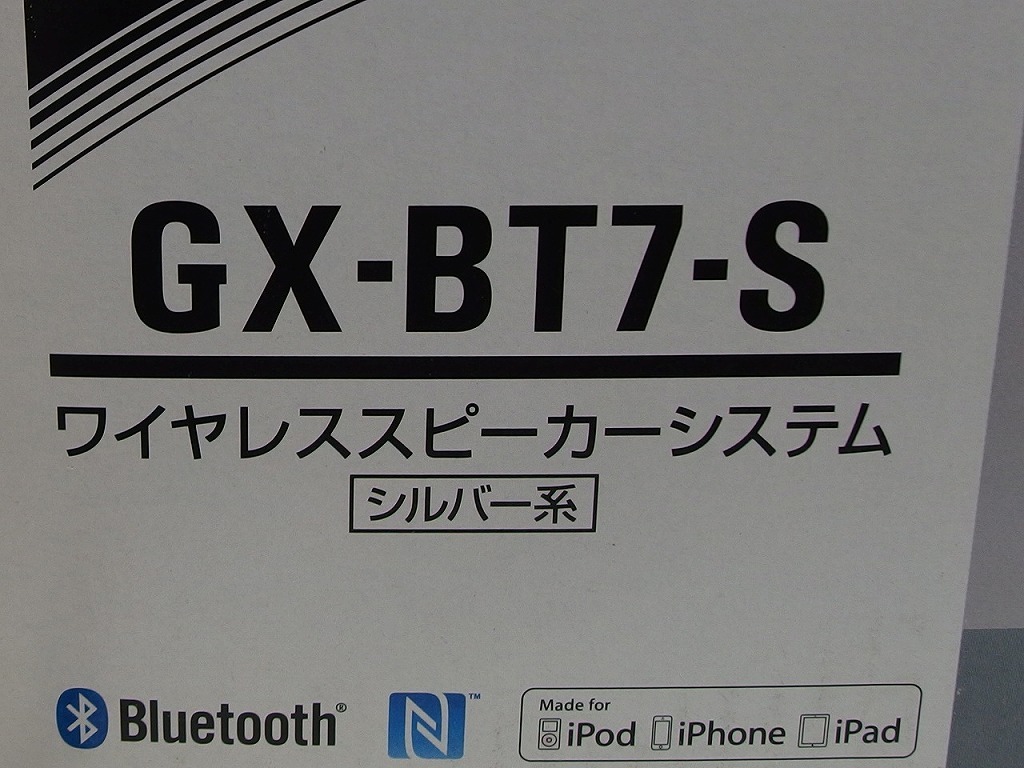 GX-BT7-S
ワイヤレススピーカーシステム
シルバー系
Bluetooth®
™
Made for
iPod iPhone iPad